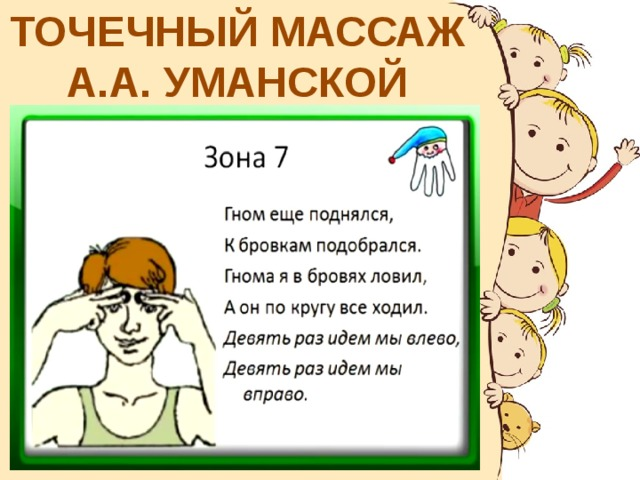 ТОЧЕЧНЫЙ МАССАЖ
А.А. УМАНСКОЙ
Зона 7
Гном еще поднялся,
К бровкам подобрался.
Гнома я в бровях ловил,
А он по кругу все ходил.
Девять раз идем мы влево,
Девять раз идем мы
вправо.